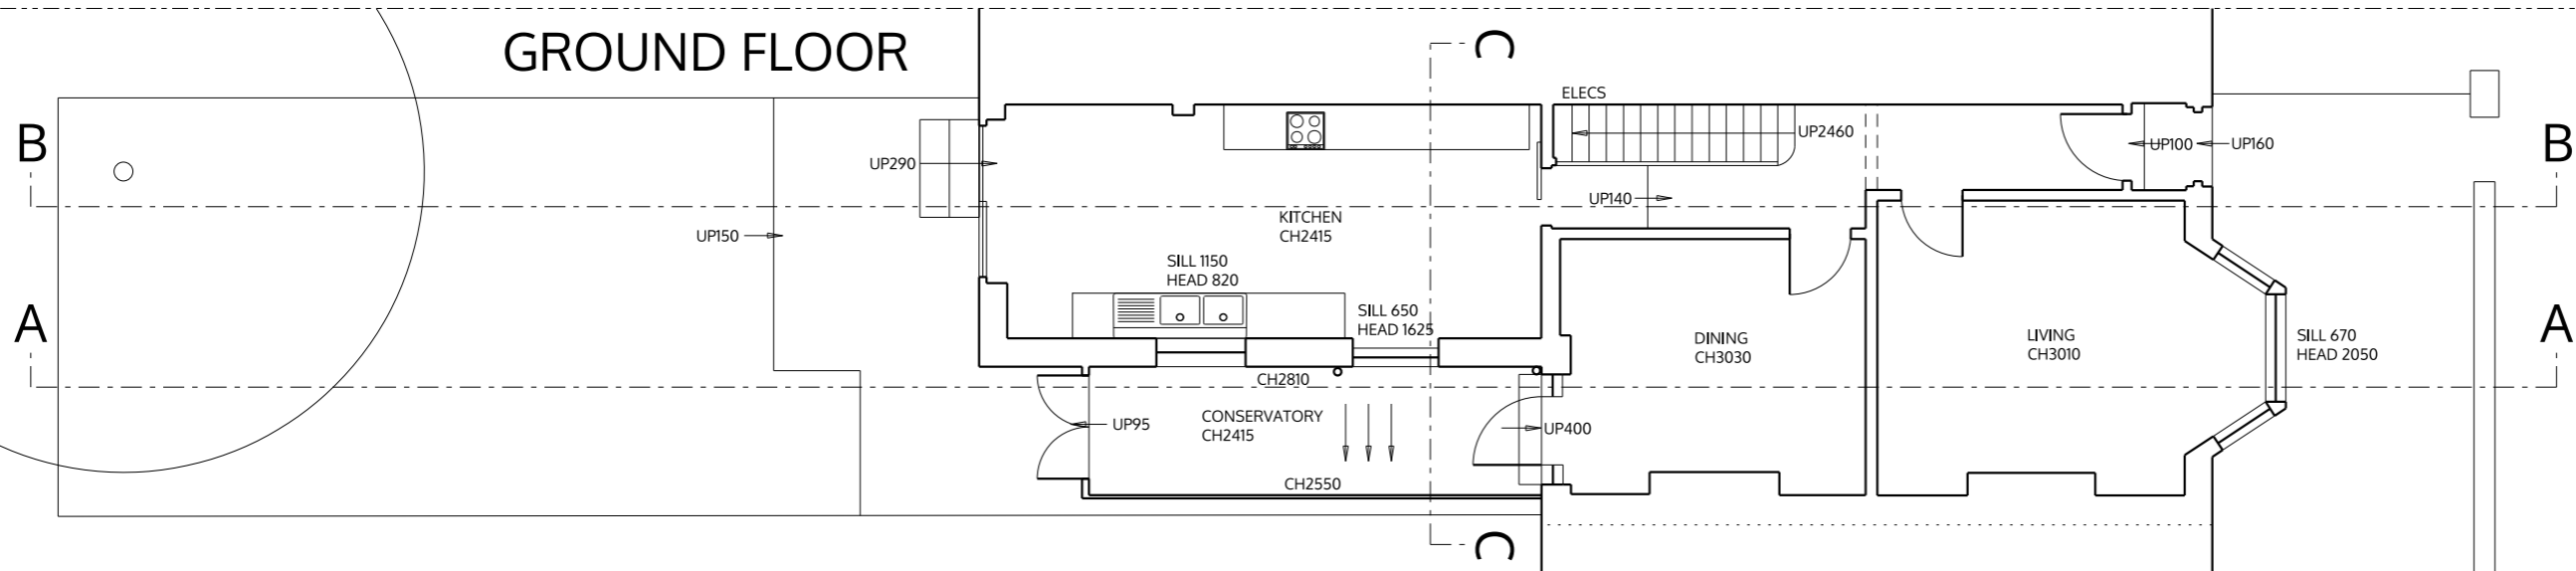 GROUND FLOOR
C
ELECS
B
UP290
UP2460
UP100
UP160
B
UP150
UP140
KITCHEN
CH2415
SILL 1150
HEAD 820
SILL 650
HEAD 1625
A
DINING
CH3030
LIVING
CH3010
SILL 670
HEAD 2050
A
CH2810
CONSERVATORY
CH2415
UP95
UP400
CH2550
C